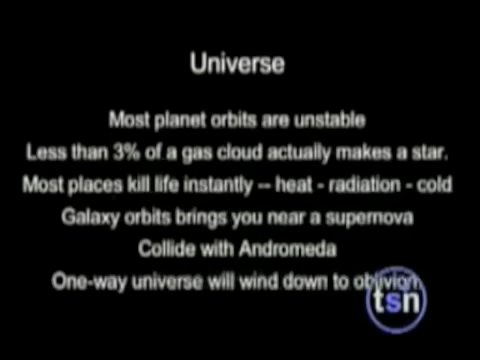 Universe
Most planet orbits are unstable
Less than 3% of a gas cloud actually makes a star.
Most places kill life instantly -- heat - radiation - cold
Galaxy orbits brings you near a supernova
Collide with Andromeda
One-way universe will wind down to oblivion
tsn